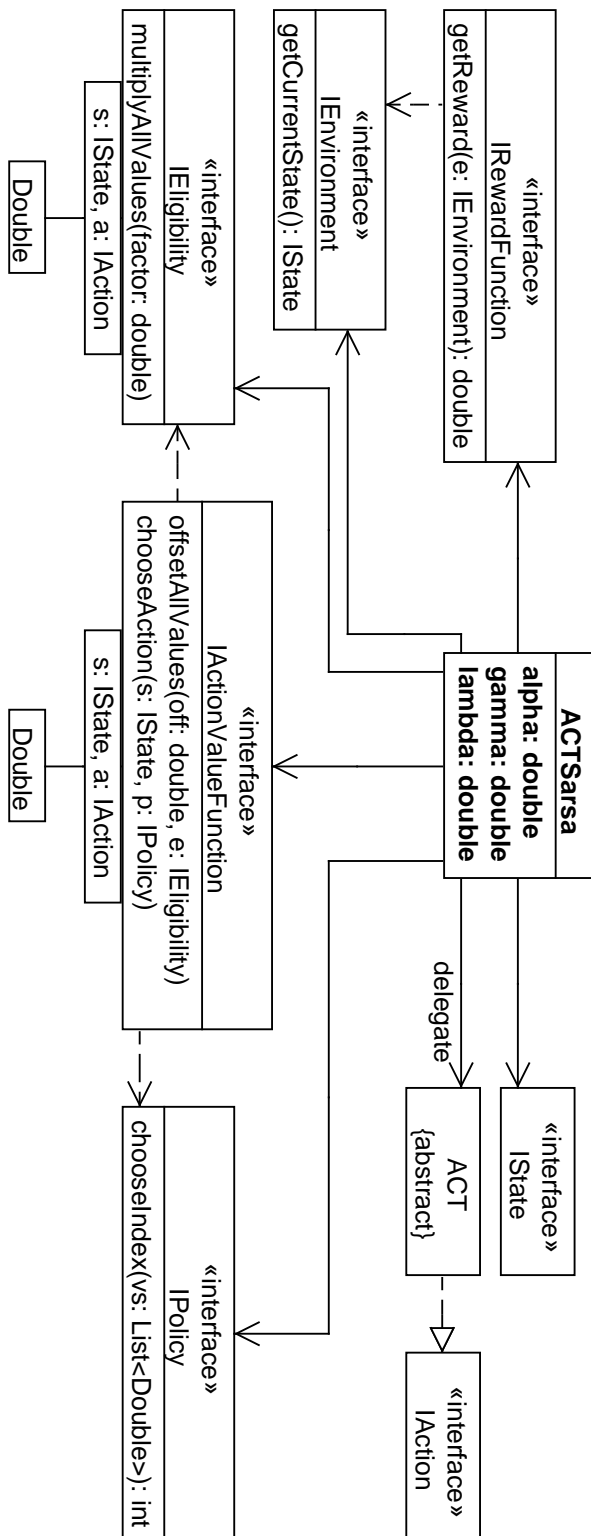 ACTSarsa
alpha: double
gamma: double
lambda: double
«interface»
IRewardFunction
getReward(e: IEnvironment): double
«interface»
IEnvironment
getCurrentState(): IState
«interface»
IEligibility
multiplyAllValues(factor: double)
s: IState, a: IAction
Double
«interface»
IActionValueFunction
offsetAllValues(off: double, e: IEligibility)
chooseAction(s: IState, p: IPolicy)
s: IState, a: IAction
Double
«interface»
IState
delegate
ACT
{abstract}
«interface»
IAction
«interface»
IPolicy
chooseIndex(vs: List<Double>): int